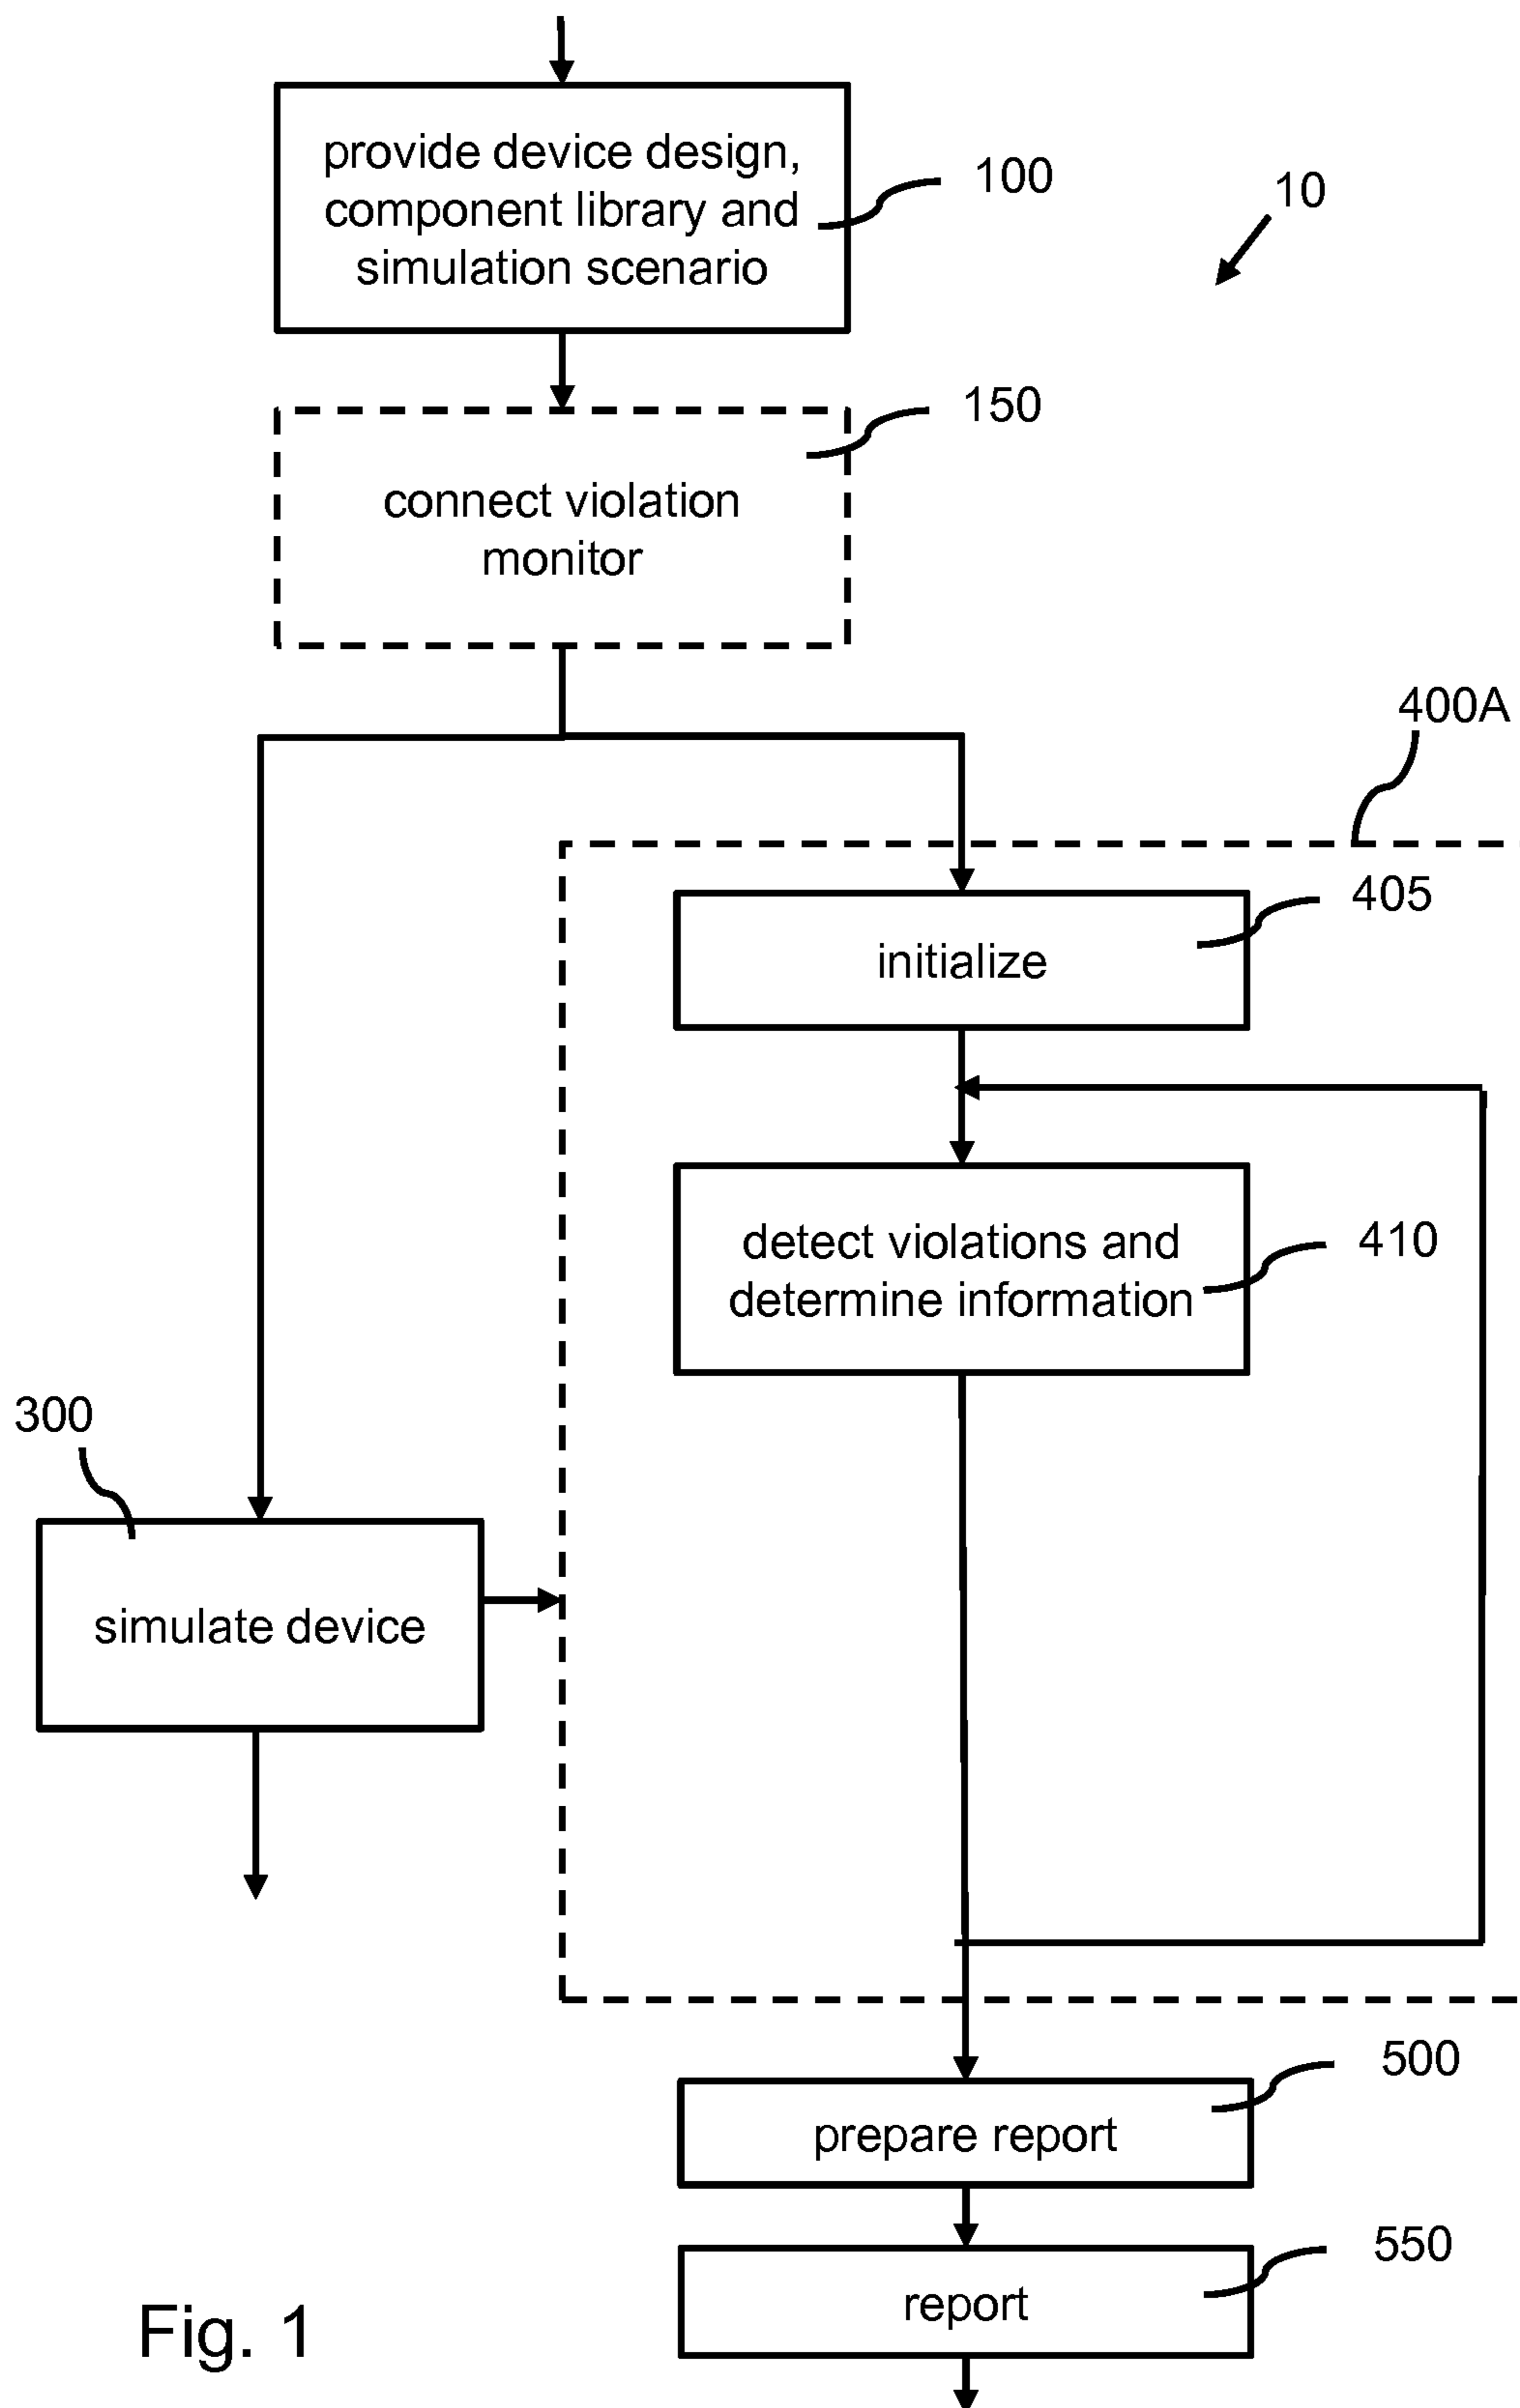 provide device design,
component library and
simulation scenario
100
10
150
connect violation
monitor
400A
405
initialize
detect violations and
determine information
410
300
simulate device
500
prepare report
550
report
Fig. 1